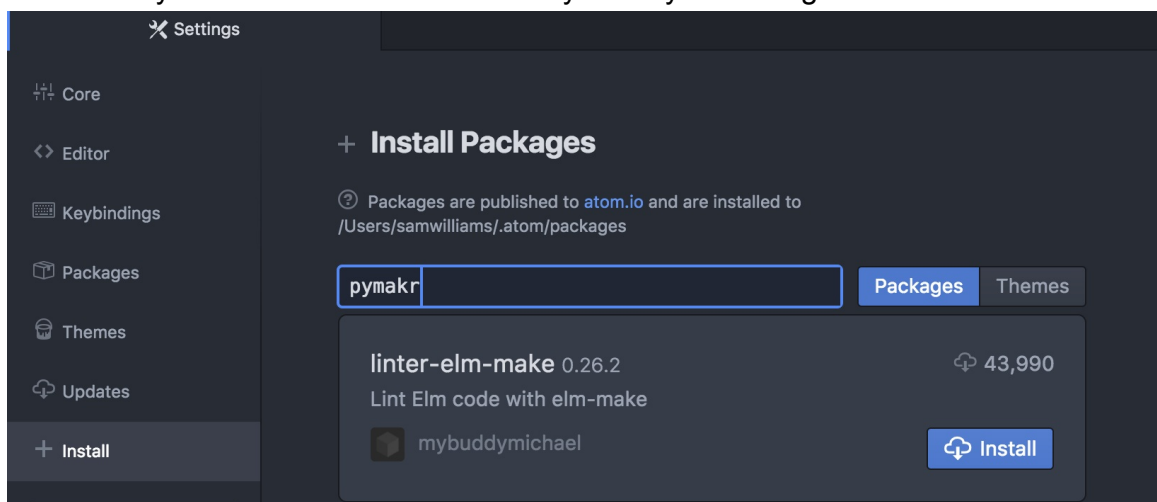 Settings
Core
Editor
Keybindings
Packages
Themes
Updates
Install
Install Packages
Packages are published to atom.io and are installed to
/Users/samwilliams/.atom/packages
pymakr
Packages Themes
linter-elm-make 0.26.2 43,990
Lint Elm code with elm-make
mybuddymichael
Install